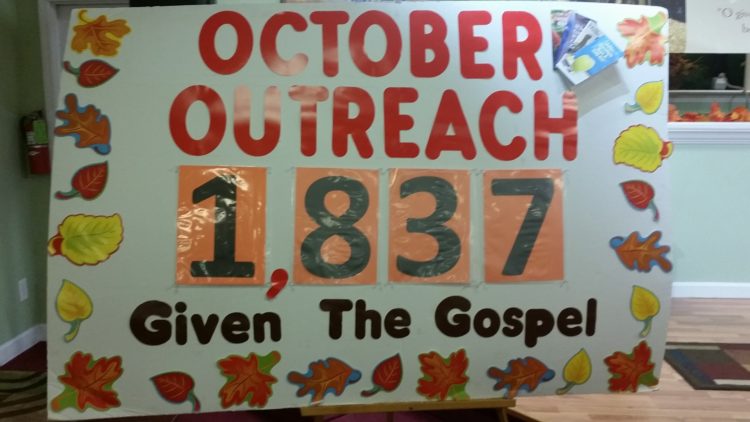 OCTOBER
OUTREACH
1,837
Given The Gospel
"O g